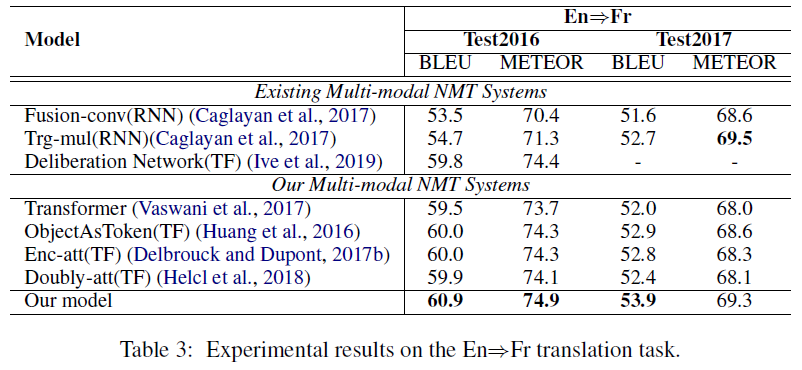 En⇒Fr
Model Test2016 Test2017
BLEU METEOR BLEU METEOR
Existing Multi-modal NMT Systems
Fusion-conv(RNN) (Caglayan et al., 2017) 53.5 70.4 51.6 68.6
Trg-mul(RNN)(Caglayan et al., 2017) 54.7 71.3 52.7 69.5
Deliberation Network(TF) (Ive et al., 2019) 59.8 74.4 - -
Our Multi-modal NMT Systems
Transformer (Vaswani et al., 2017) 59.5 73.7 52.0 68.0
ObjectAsToken(TF) (Huang et al., 2016) 60.0 74.3 52.9 68.6
Enc-att(TF) (Delbrouck and Dupont, 2017b) 60.0 74.3 52.8 68.3
Doubly-att(TF) (Helcl et al., 2018) 59.9 74.1 52.4 68.1
Our model 60.9 74.9 53.9 69.3
Table 3: Experimental results on the En⇒Fr translation task.